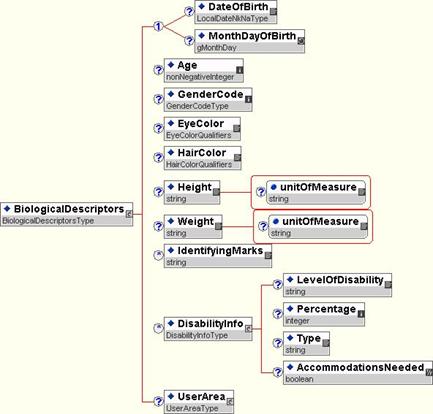 DateOfBirth
LocalDateNkNaType
1
MonthDayOfBirth
gMonthDay
Age
nonNegativeInteger
GenderCode
GenderCodeType
EyeColor
EyeColorQualifiers
HairColor
HairColorQualifiers
Height
string
unitOfMeasure
string
BiologicalDescriptors
BiologicalDescriptorsType
Weight
string
unitOfMeasure
string
IdentifyingMarks
string
LevelOfDisability
string
Percentage
integer
DisabilityInfo
DisabilityInfoType
Type
string
AccommodationsNeeded
boolean
UserArea
UserAreaType